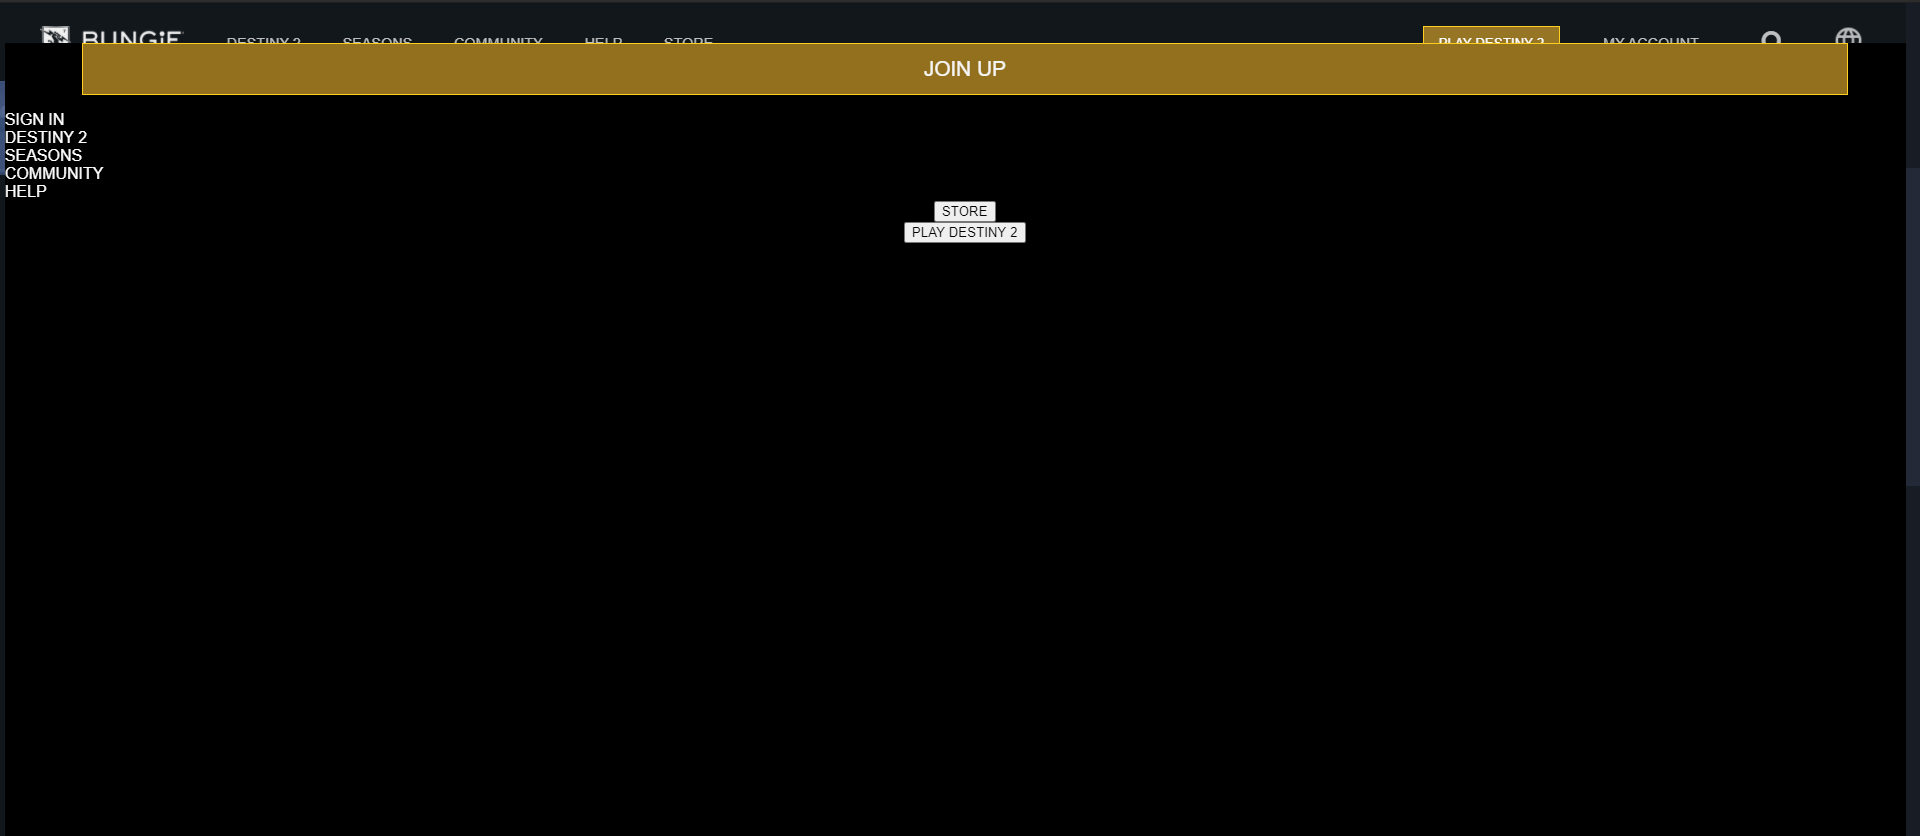 BUNGiE
DESTINY 2 SEASONS COMMUNITY HELP STORE PLAY DESTINY 2 MY ACCOUNT
JOIN UP
SIGN IN
DESTINY 2
SEASONS
COMMUNITY
HELP
STORE
PLAY DESTINY 2